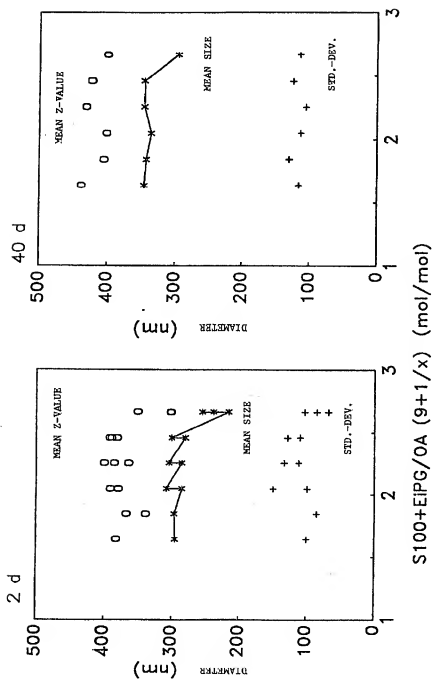 40 d
500
400
300
200
100
0
(nm)
DIAMETER
MEAN Z-VALUE
MEAN SIZE
STD.-DEV.
1
2
3
2 d
500
400
300
200
100
0
(nm)
DIAMETER
MEAN Z-VALUE
MEAN SIZE
STD.-DEV.
1
2
3
S100+EiPG/OA (9+1/x) (mol/mol)